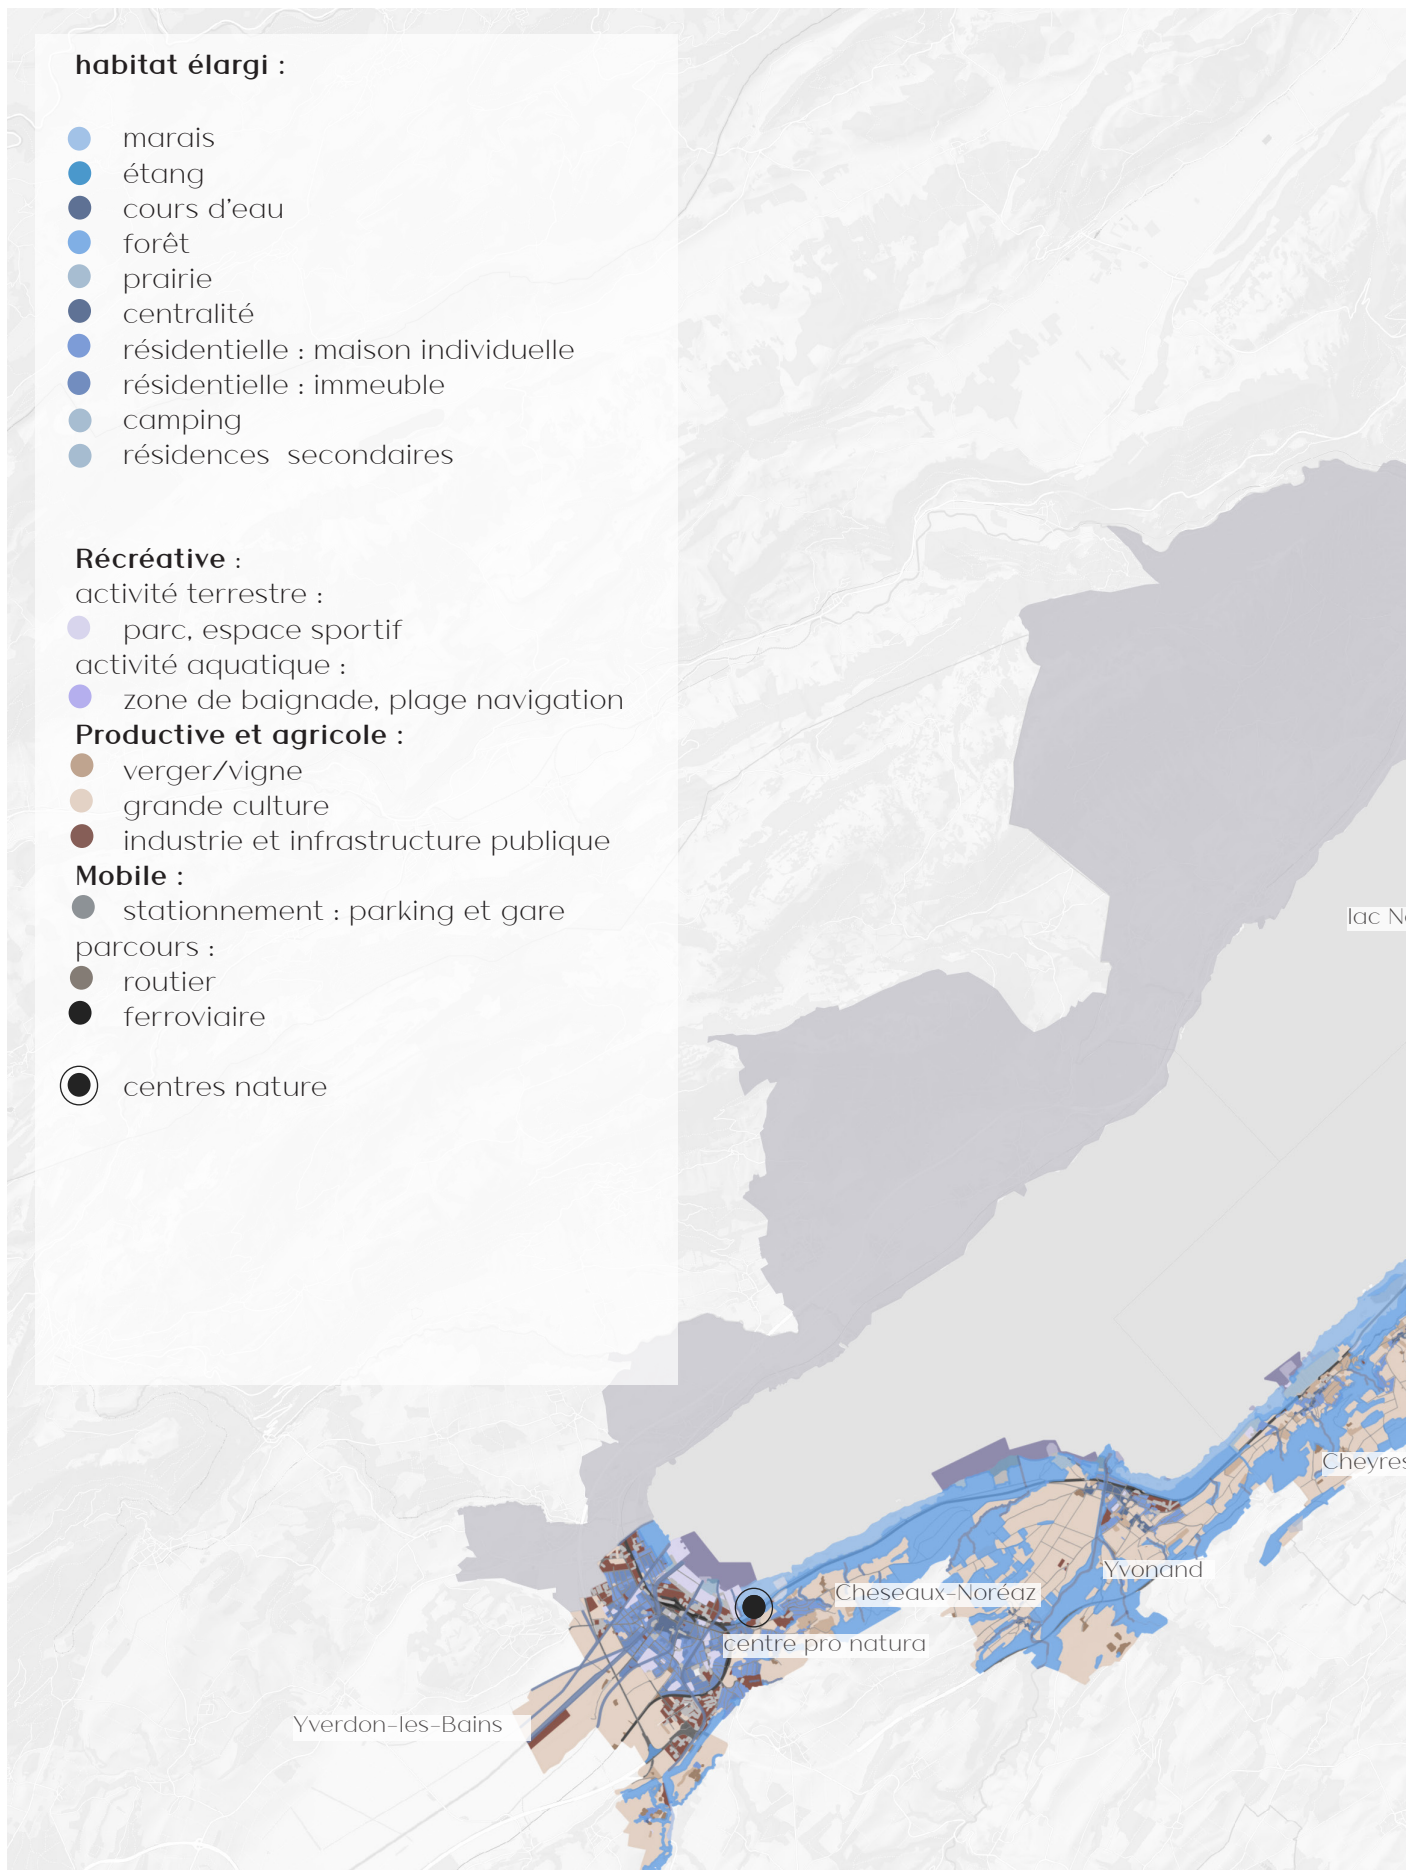 habitat élargi :
marais
étang
cours d'eau
forêt
prairie
centralité
résidentielle : maison individuelle
résidentielle : immeuble
camping
résidences secondaires
Récréative :
activité terrestre :
parc, espace sportif
activité aquatique :
zone de baignade, plage navigation
Productive et agricole :
verger/vigne
grande culture
industrie et infrastructure publique
Mobile :
stationnement : parking et gare
parcours :
routier
ferroviaire
centres nature
lac
Cheyres
Yvonand
Cheseaux-Noréaz
centre pro natura
Yverdon-les-Bains